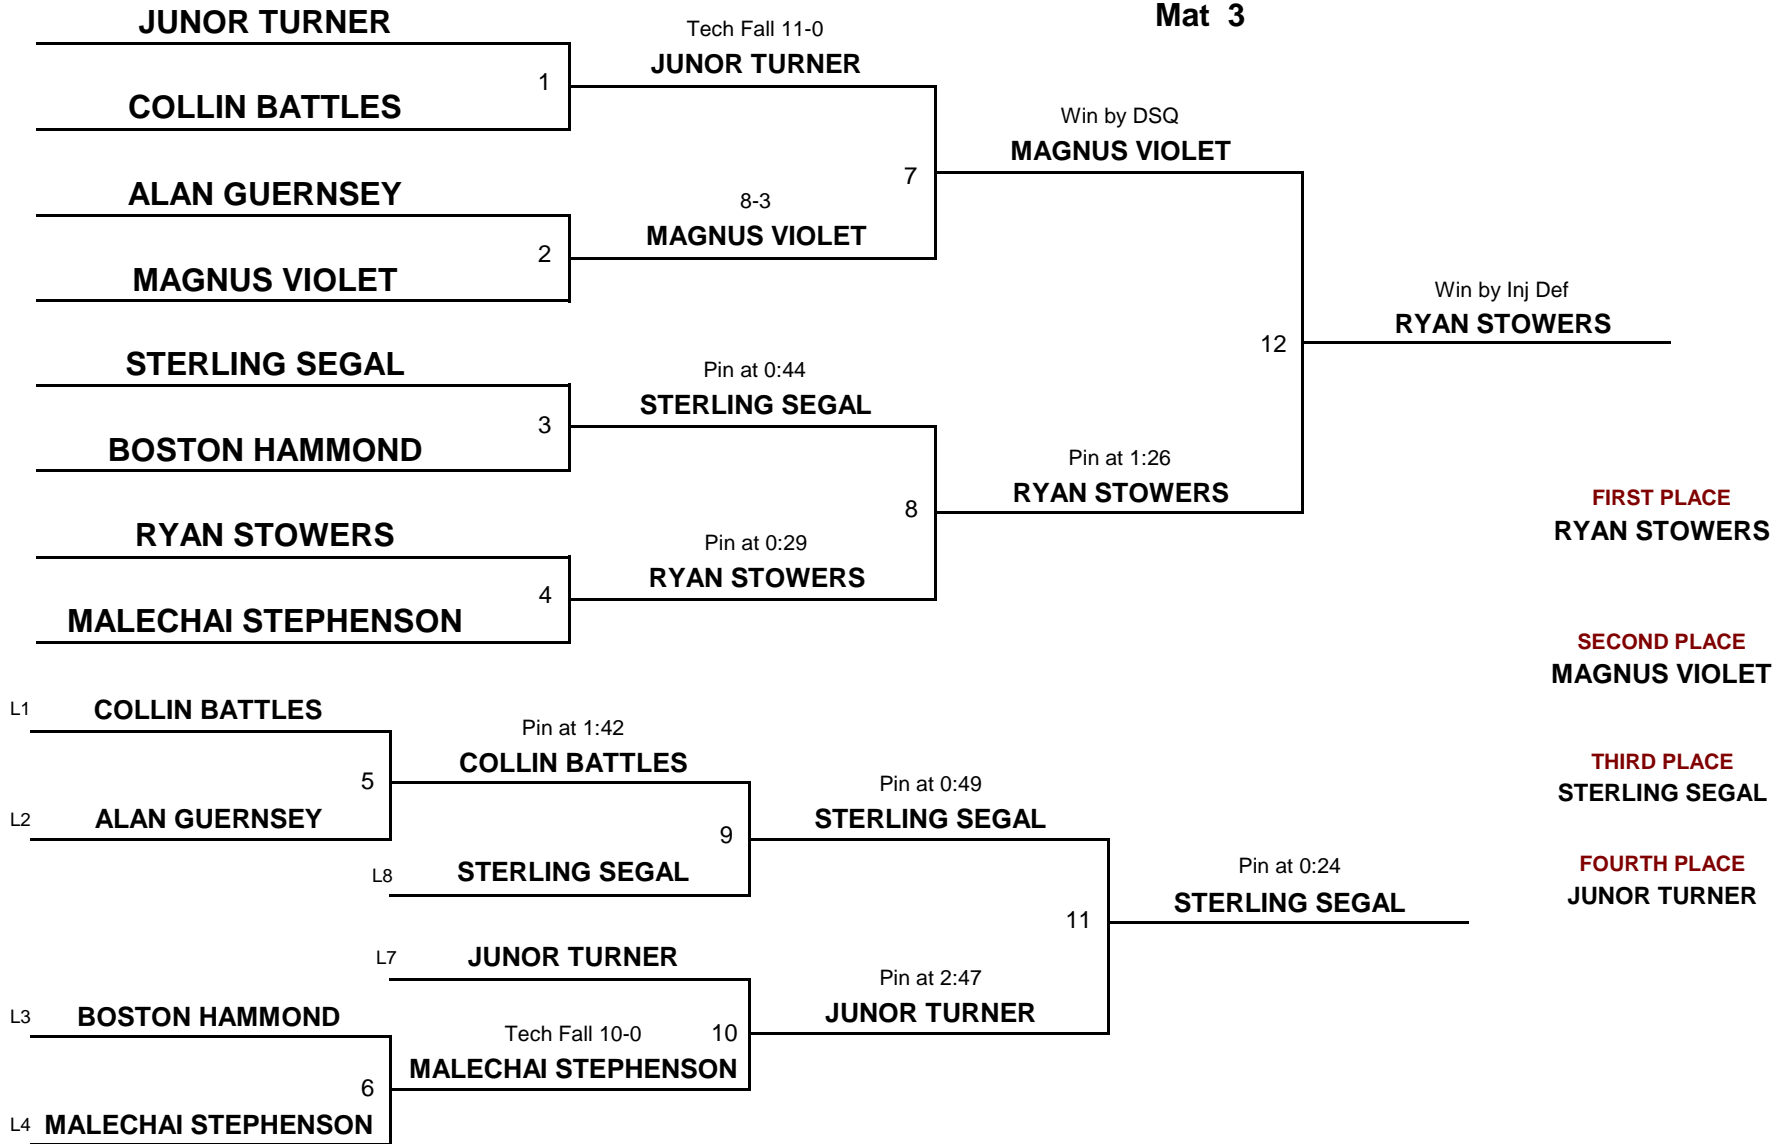 JUNOR TURNER
Tech Fall 11-0
Mat 3
JUNOR TURNER
1
COLLIN BATTLES
Win by DSQ
MAGNUS VIOLET
7
ALAN GUERNSEY
8-3
MAGNUS VIOLET
2
MAGNUS VIOLET
Win by Inj Def
RYAN STOWERS
12
STERLING SEGAL
Pin at 0:44
STERLING SEGAL
3
BOSTON HAMMOND
Pin at 1:26
RYAN STOWERS
8
FIRST PLACE
RYAN STOWERS
RYAN STOWERS
Pin at 0:29
RYAN STOWERS
4
MALECHAI STEPHENSON
SECOND PLACE
MAGNUS VIOLET
L1 COLLIN BATTLES
Pin at 1:42
COLLIN BATTLES
5
THIRD PLACE
STERLING SEGAL
L2 ALAN GUERNSEY
Pin at 0:49
STERLING SEGAL
9
L8 STERLING SEGAL
Pin at 0:24
STERLING SEGAL
FOURTH PLACE
JUNOR TURNER
11
L7 JUNOR TURNER
Pin at 2:47
JUNOR TURNER
L3 BOSTON HAMMOND
Tech Fall 10-0
10
MALECHAI STEPHENSON
6
L4 MALECHAI STEPHENSON